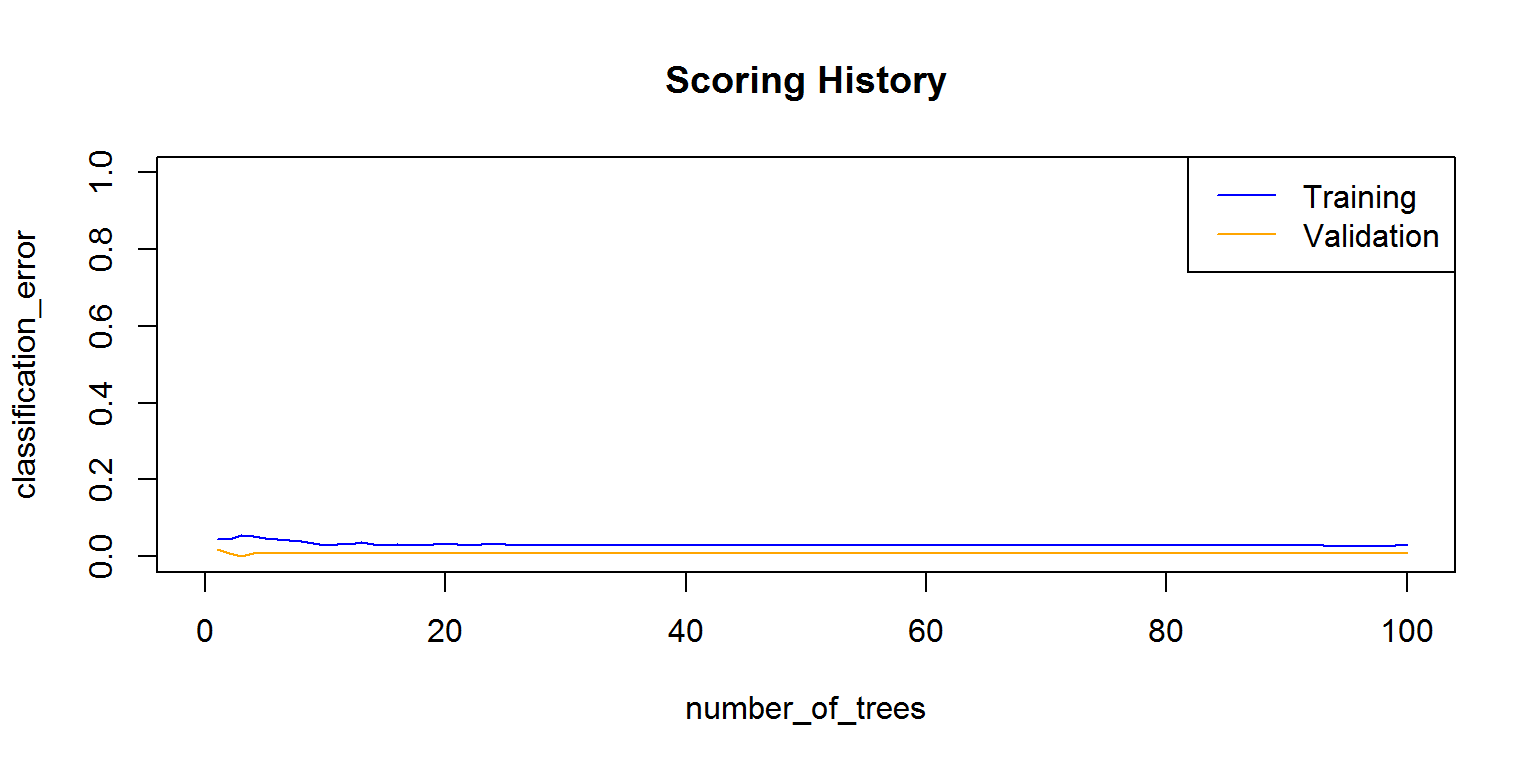 Scoring History
Training
Validation
classification_error
1.0
0.8
0.6
0.4
0.2
0.0
0 20 40 60 80 100
number_of_trees